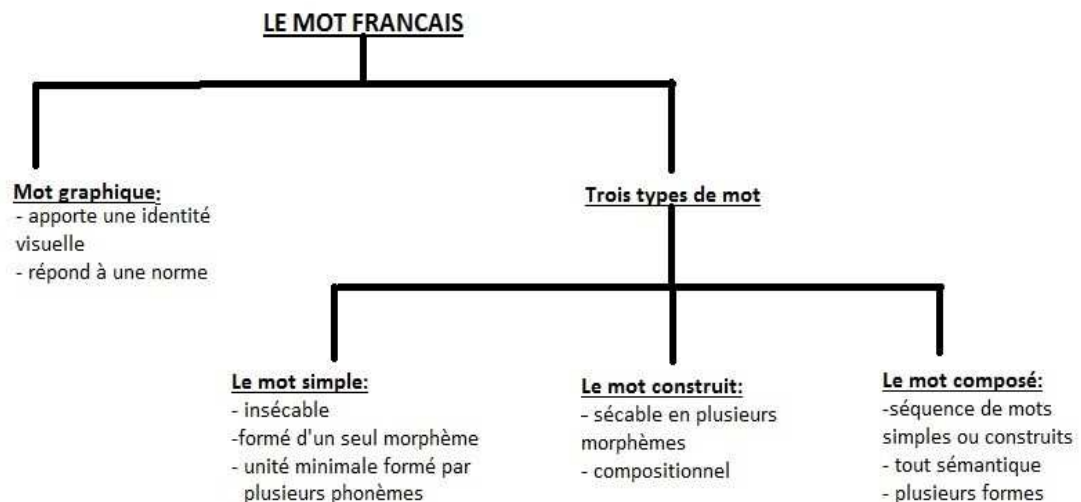 LE MOT FRANCAIS
Mot graphique:
- apporte une identité
visuelle
- répond à une norme
Trois types de mot
Le mot simple:
- insécable
-formé d'un seul morphème
- unité minimale formé par
plusieurs phonèmes
Le mot construit:
- sécable en plusieurs
morphèmes
- compositionnel
Le mot composé:
-séquence de mots
simples ou construits
- tout sémantique
- plusieurs formes